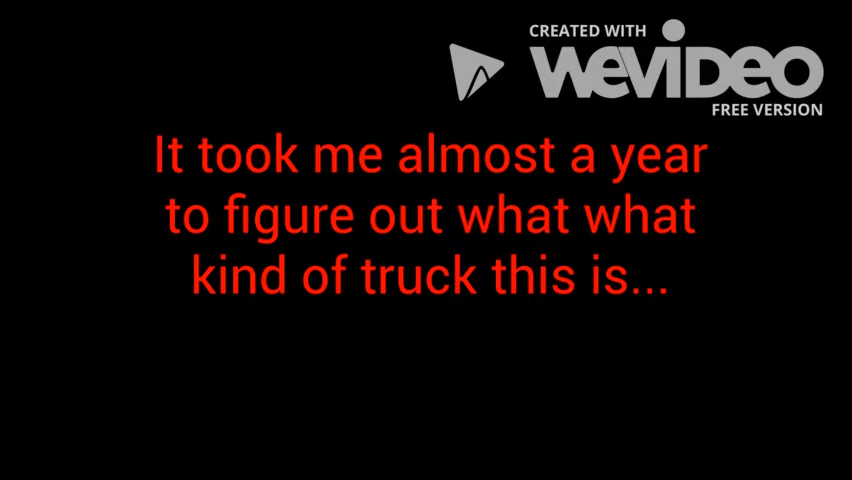 CREATED WITH
WEVIDEO
FREE VERSION
It took me almost a year
to figure out what what
kind of truck this is...